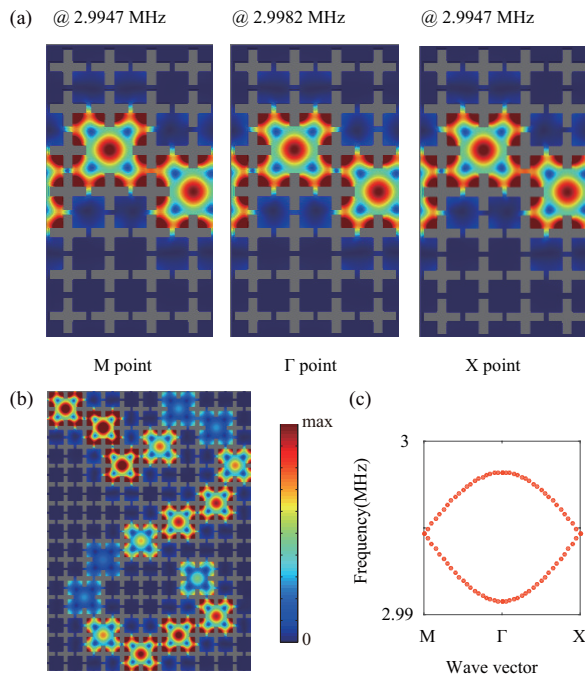 (a) @ 2.9947 MHz @ 2.9982 MHz @ 2.9947 MHz
M point Γ point X point
(b) (c)
max
0
3
Frequency(MHz)
2.99
M Γ X
Wave vector